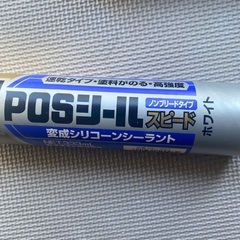 速乾タイプ・塗料がのる・高強度
POSシール
ノンブリードタイプ
スピード
変成シリコーンシーラント
ホワイト